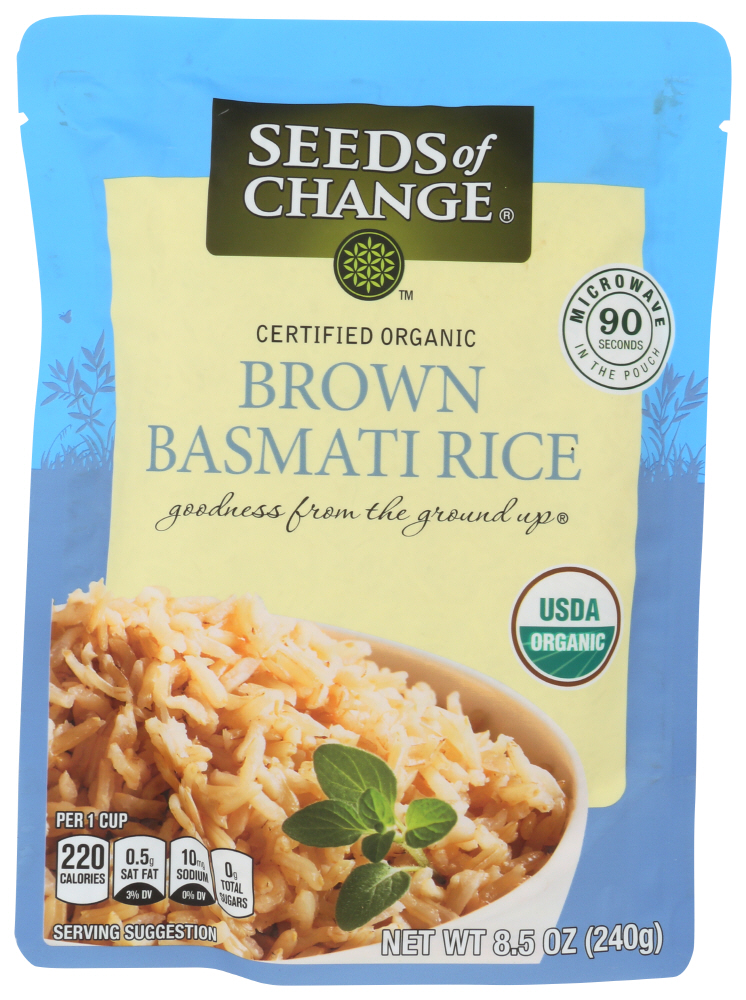 SEEDS of
CHANGE®
TM
CERTIFIED ORGANIC
BROWN
BASMATI RICE
goodness from the ground up®
MICROWAVE
90
SECONDS
IN THE POUCH
USDA
ORGANIC
PER 1 CUP
220
CALORIES
0.5g
SAT FAT
3% DV
10mg
SODIUM
0% DV
0g
TOTAL
SUGARS
SERVING SUGGESTION
NET WT 8.5 OZ (240g)